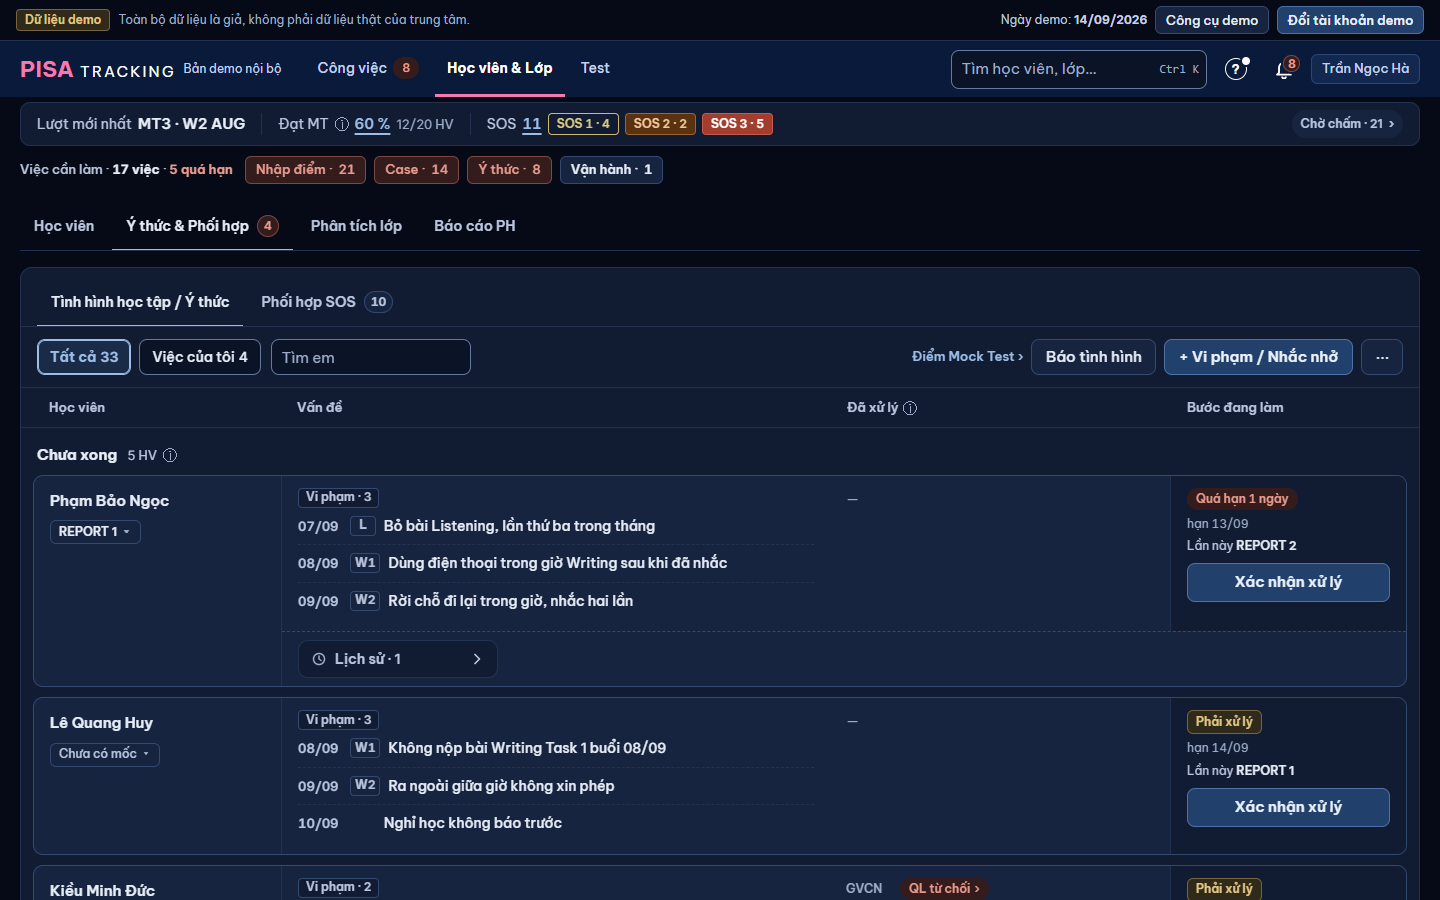 Dữ liệu demo Toàn bộ dữ liệu là giả, không phải dữ liệu thật của trung tâm. Ngày demo: 14/09/2026 Công cụ demo Đổi tài khoản demo
PISA TRACKING Bản demo nội bộ Công việc 8 Học viên & Lớp Test Tìm học viên, lớp... Ctrl K ? 8 Trần Ngọc Hà
Lượt mới nhất MT3 · W2 AUG Đạt MT 60 % 12/20 HV SOS 11 SOS 1 · 4 SOS 2 · 2 SOS 3 · 5 Chờ chấm · 21 ›
Việc cần làm · 17 việc · 5 quá hạn Nhập điểm · 21 Case · 14 Ý thức · 8 Vận hành · 1
Học viên Ý thức & Phối hợp 4 Phân tích lớp Báo cáo PH
Tình hình học tập / Ý thức Phối hợp SOS 10
Tất cả 33 Việc của tôi 4 Tìm em Điểm Mock Test › Báo tình hình + Vi phạm / Nhắc nhở ...
Học viên Vấn đề Đã xử lý Bước đang làm
Chưa xong 5 HV
Phạm Bảo Ngọc
REPORT 1
Vi phạm · 3
07/09 L Bỏ bài Listening, lần thứ ba trong tháng
08/09 W1 Dùng điện thoại trong giờ Writing sau khi đã nhắc
09/09 W2 Rời chỗ đi lại trong giờ, nhắc hai lần
—
Quá hạn 1 ngày
hạn 13/09
Lần này REPORT 2
Xác nhận xử lý
Lịch sử · 1
Lê Quang Huy
Chưa có mốc
Vi phạm · 3
08/09 W1 Không nộp bài Writing Task 1 buổi 08/09
09/09 W2 Ra ngoài giữa giờ không xin phép
10/09 Nghỉ học không báo trước
—
Phải xử lý
hạn 14/09
Lần này REPORT 1
Xác nhận xử lý
Kiều Minh Đức
Vi phạm · 2
GVCN QL từ chối ›
Phải xử lý